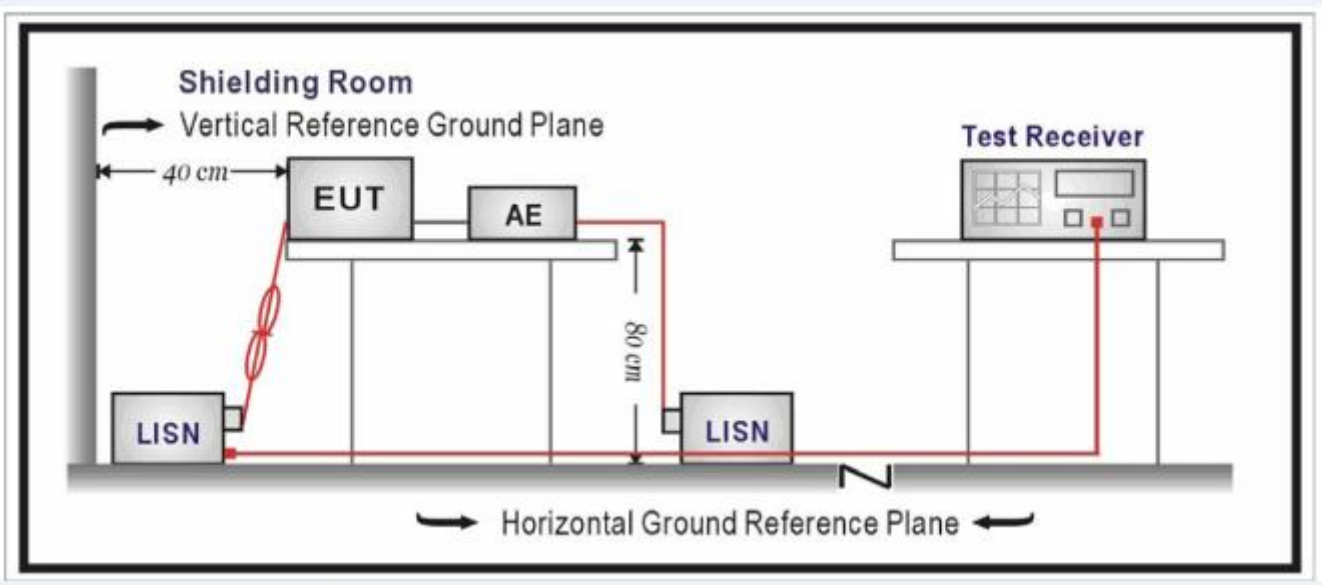 Shielding Room
Vertical Reference Ground Plane
40 cm
EUT
AE
Test Receiver
80 cm
LISN
LISN
Horizontal Ground Reference Plane